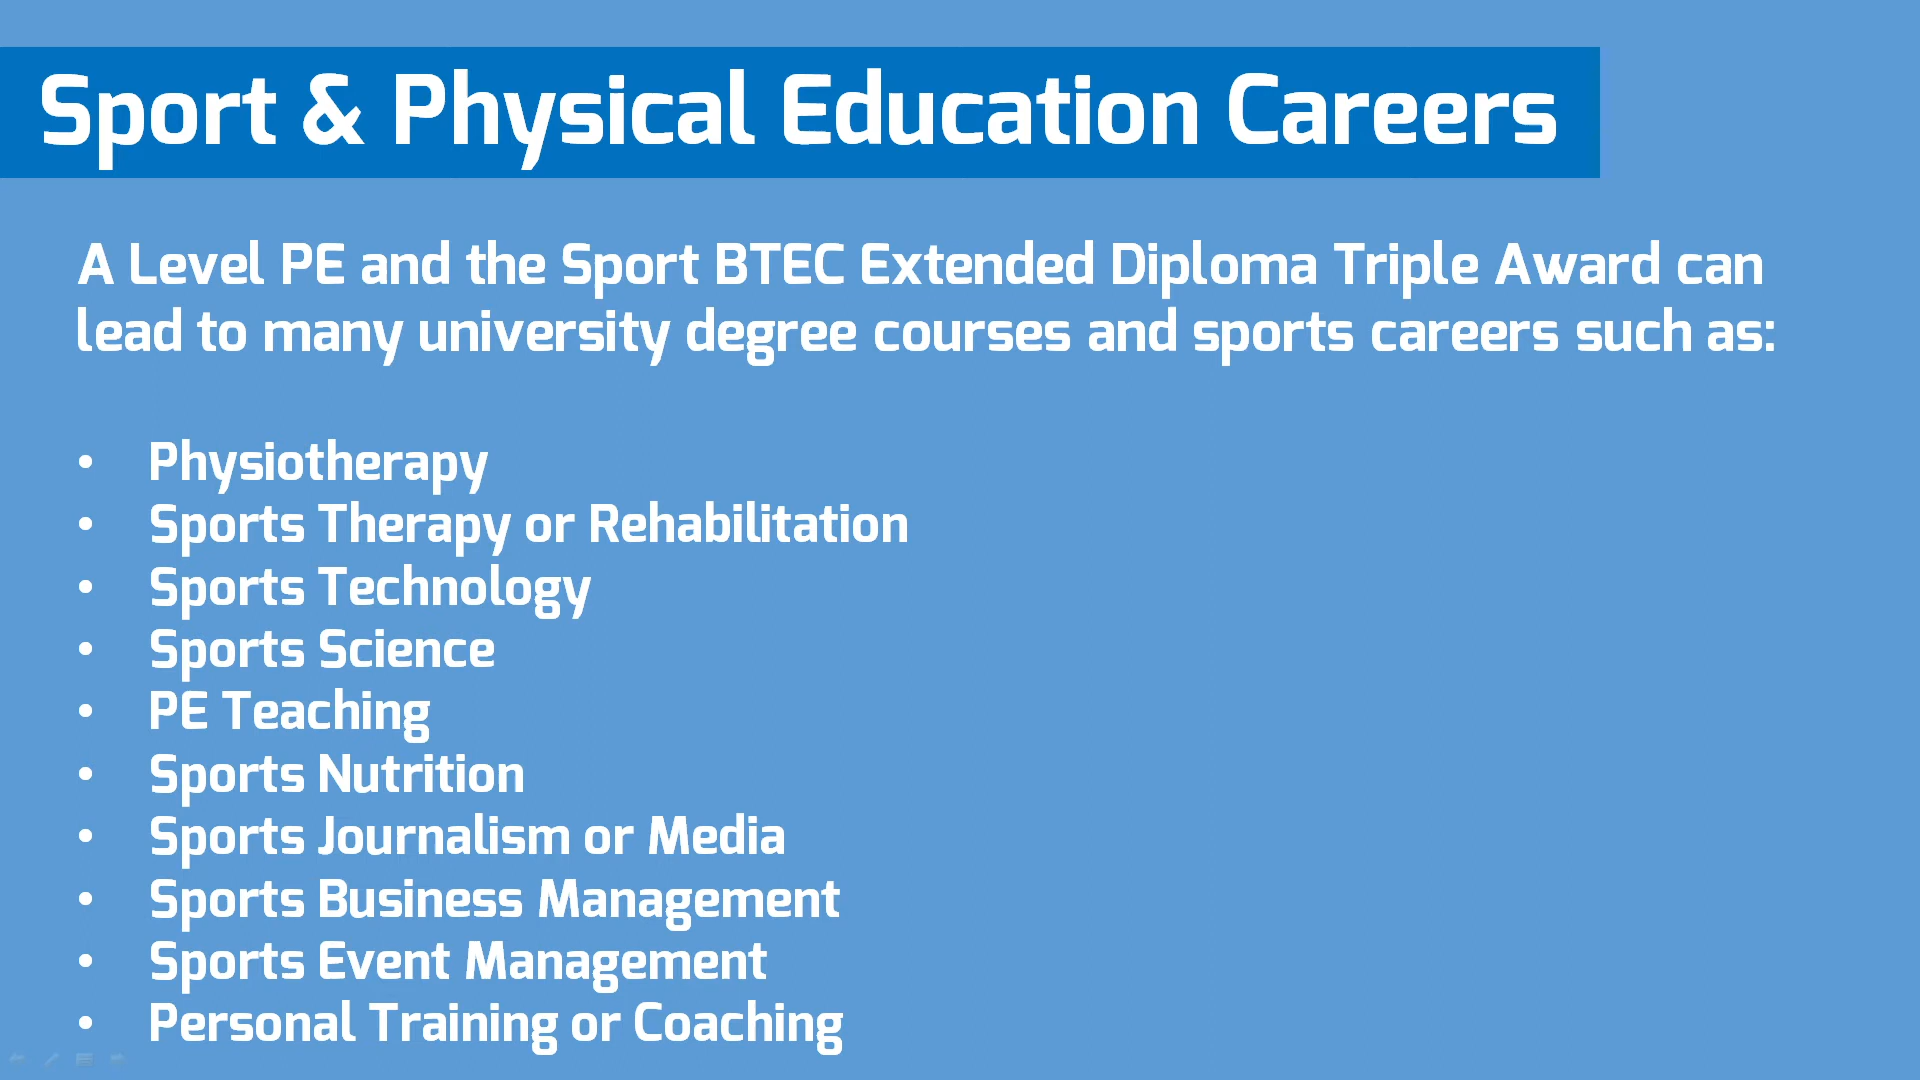 Sport & Physical Education Careers
A Level PE and the Sport BTEC Extended Diploma Triple Award can
lead to many university degree courses and sports careers such as:
• Physiotherapy
• Sports Therapy or Rehabilitation
• Sports Technology
• Sports Science
• PE Teaching
• Sports Nutrition
• Sports Journalism or Media
• Sports Business Management
• Sports Event Management
• Personal Training or Coaching